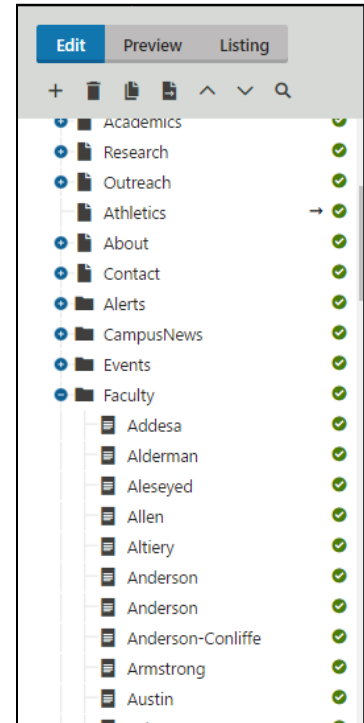 Edit Preview Listing
Academics
Research
Outreach
Athletics
About
Contact
Alerts
CampusNews
Events
Faculty
Addesa
Alderman
Aleseyed
Allen
Altiery
Anderson
Anderson
Anderson-Conliffe
Armstrong
Austin